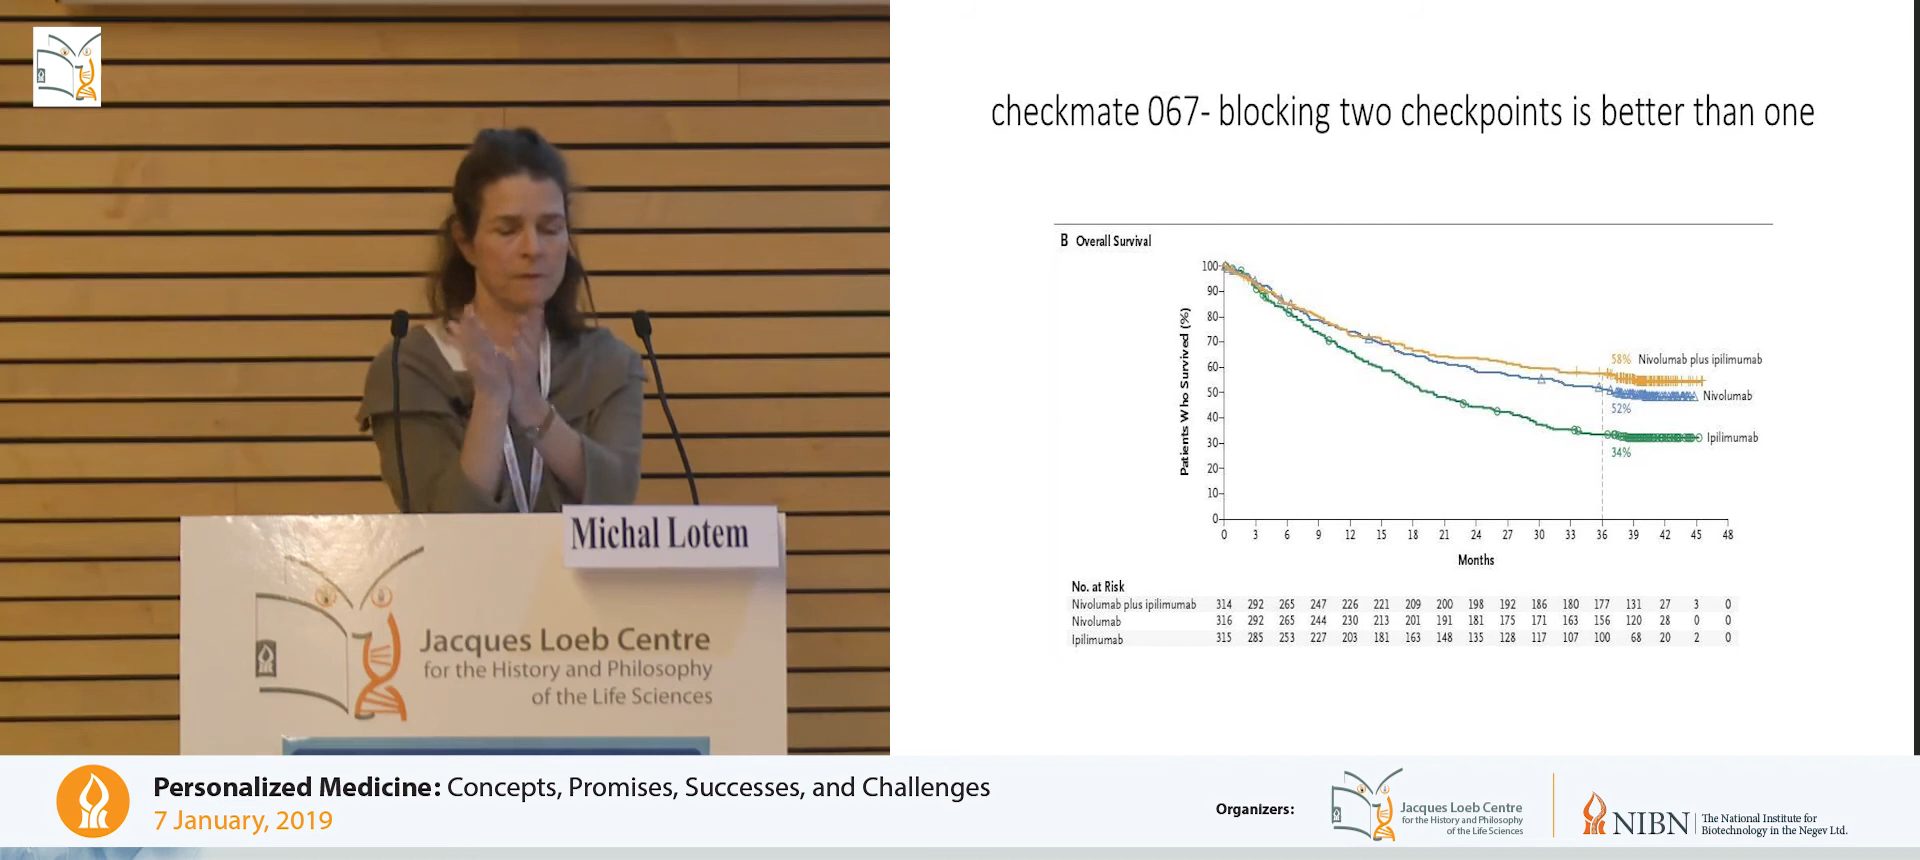 checkmate 067- blocking two checkpoints is better than one
B Overall Survival
Patients Who Survived (%)
100
90
80
70
60
50
40
30
20
10
0
58% Nivolumab plus ipilimumab
Nivolumab
52%
Ipilimumab
34%
0 3 6 9 12 15 18 21 24 27 30 33 36 39 42 45 48
Months
No. at Risk
Nivolumab plus ipilimumab 314 292 265 247 226 221 209 200 198 192 186 180 177 131 27 3 0
Nivolumab 316 292 265 244 230 213 201 191 181 175 171 163 156 120 28 0 0
Ipilimumab 315 285 253 227 203 181 163 148 135 128 117 107 100 68 20 2 0
Michal Lotem
Jacques Loeb Centre
for the History and Philosophy
of the Life Sciences
Personalized Medicine: Concepts, Promises, Successes, and Challenges
7 January, 2019
Organizers:
Jacques Loeb Centre
for the History and Philosophy
of the Life Sciences
NIBN
The National Institute for
Biotechnology in the Negev Ltd.